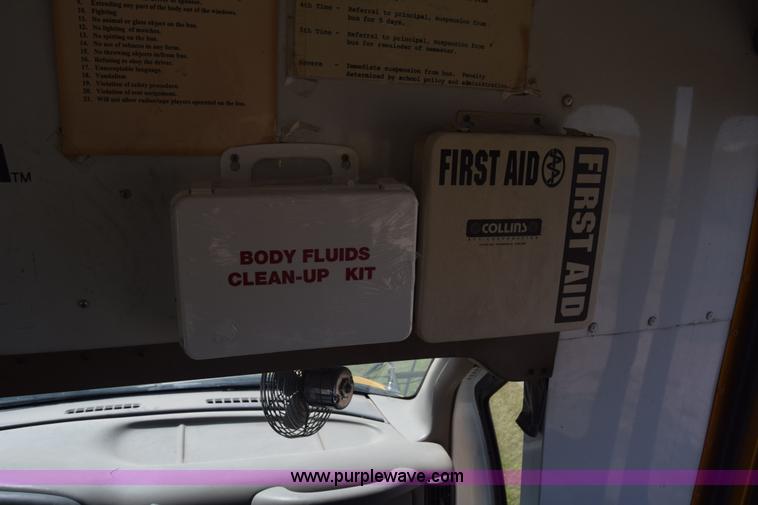 9. Extending any part of the body out of the windows.
10. Fighting
11. No animal or glass object on the bus.
12. No lighting of matches.
13. No spitting on the bus.
14. No use of tobacco in any form.
15. No throwing objects in/from bus.
16. Refusing to obey the driver.
17. Unacceptable language.
18. Vandalism
19. Violation of safety procedures.
20. Violation of seat assignment.
21. Will not allow radios/tape players operated on the bus.
4th Time - Referral to principal, suspension from
bus for 5 days.
5th Time - Referral to principal, suspension from
bus for remainder of semester.
Severe - Immediate suspension from bus. Penalty
determined by school policy and administration.
TM
BODY FLUIDS
CLEAN-UP KIT
FIRST AID
COLLINS
BUS CORPORATION
FIRST AID
www.purplewave.com